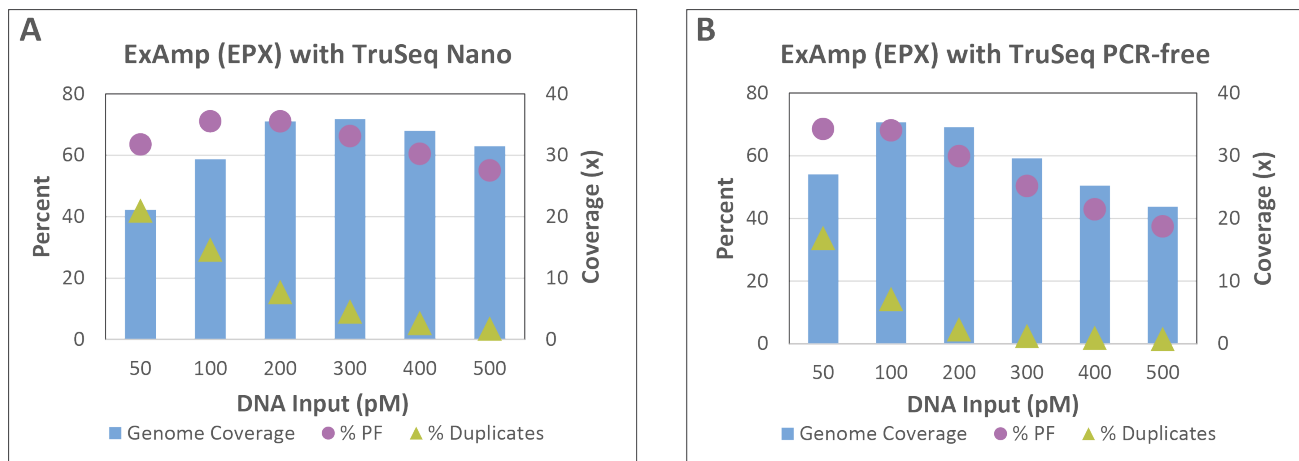 A
ExAmp (EPX) with TruSeq Nano
80
60
40
20
0
Percent
40
30
20
10
0
Coverage (x)
50 100 200 300 400 500
DNA Input (pM)
Genome Coverage % PF % Duplicates
B
ExAmp (EPX) with TruSeq PCR-free
80
60
40
20
0
Percent
40
30
20
10
0
Coverage (x)
50 100 200 300 400 500
DNA Input (pM)
Genome Coverage % PF % Duplicates